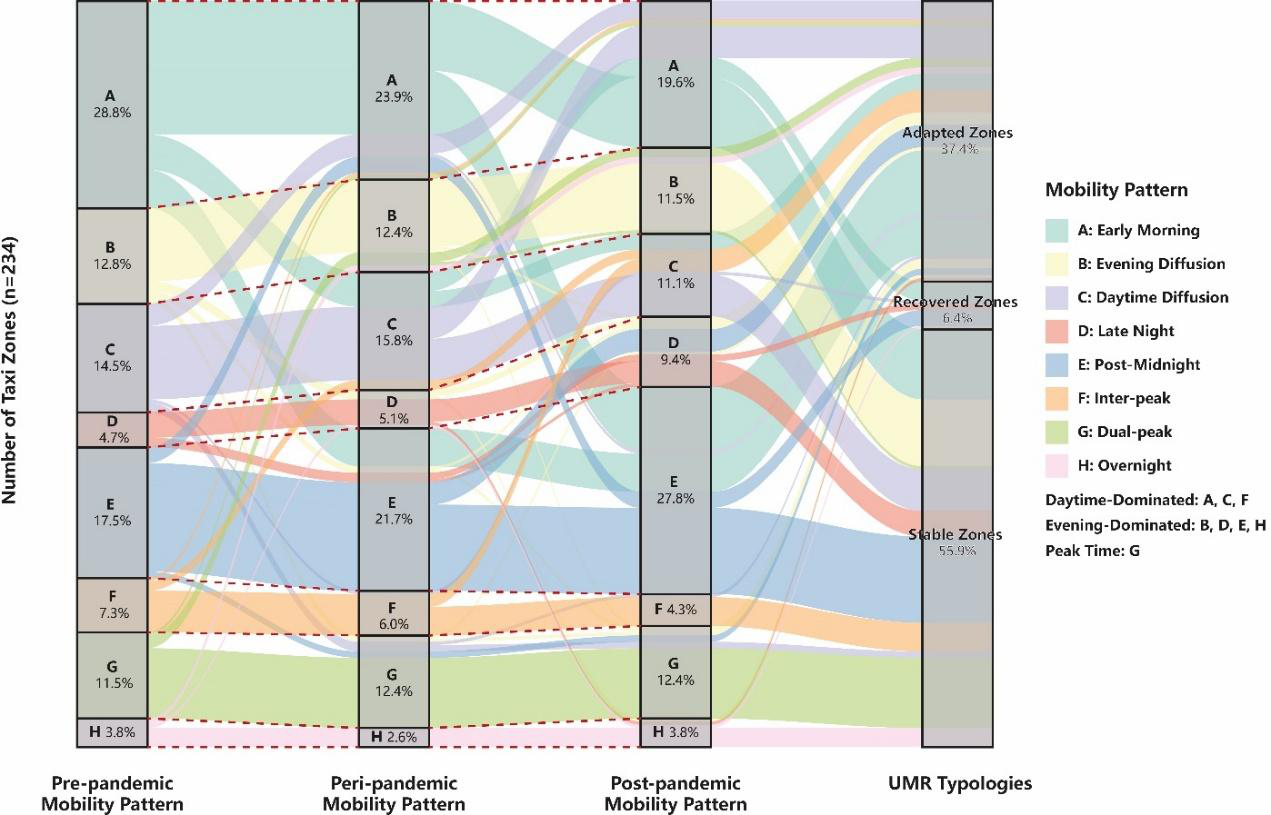 Number of Taxi Zones (n=234)
A
28.8%
B
12.8%
C
14.5%
D
4.7%
E
17.5%
F
7.3%
G
11.5%
H 3.8%
Pre-pandemic
Mobility Pattern
A
23.9%
B
12.4%
C
15.8%
D
5.1%
E
21.7%
F
6.0%
G
12.4%
H 2.6%
Peri-pandemic
Mobility Pattern
A
19.6%
B
11.5%
C
11.1%
D
9.4%
E
27.8%
F 4.3%
G
12.4%
H 3.8%
Post-pandemic
Mobility Pattern
Adapted Zones
37.4%
Recovered Zones
6.4%
Stable Zones
55.9%
UMR Typologies
Mobility Pattern
A: Early Morning
B: Evening Diffusion
C: Daytime Diffusion
D: Late Night
E: Post-Midnight
F: Inter-peak
G: Dual-peak
H: Overnight
Daytime-Dominated: A, C, F
Evening-Dominated: B, D, E, H
Peak Time: G